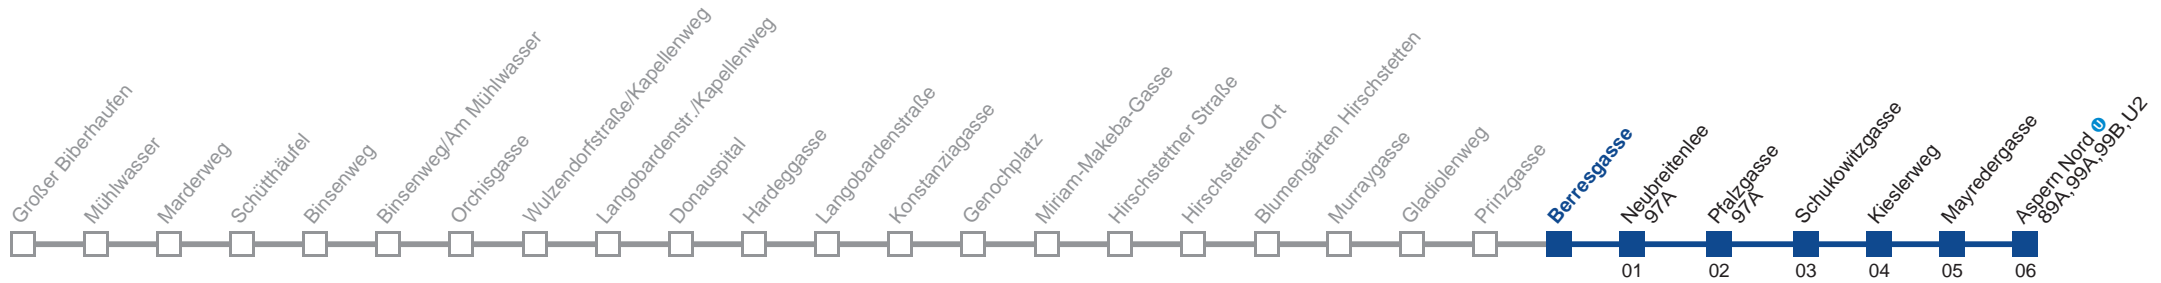 Großer Biberhaufen
Mühlwasser
Marderweg
Schütthäufel
Binsenweg
Binsenweg/Am Mühlwasser
Orchisgasse
Wulzendorfstraße/Kapellenweg
Langobardenstr./Kapellenweg
Donauspital
Hardeggasse
Langobardenstraße
Konstanziagasse
Genochplatz
Miriam-Makeba-Gasse
Hirschstettner Straße
Hirschstetten Ort
Blumengärten Hirschstetten
Murraygasse
Gladiolenweg
Prinzgasse
Berresgasse
Neubreitenlee
97A
Pfalzgasse
97A
Schukowitzgasse
Kieslerweg
Mayredergasse
Aspern Nord U
89A,99A,99B,U2
01 02 03 04 05 06